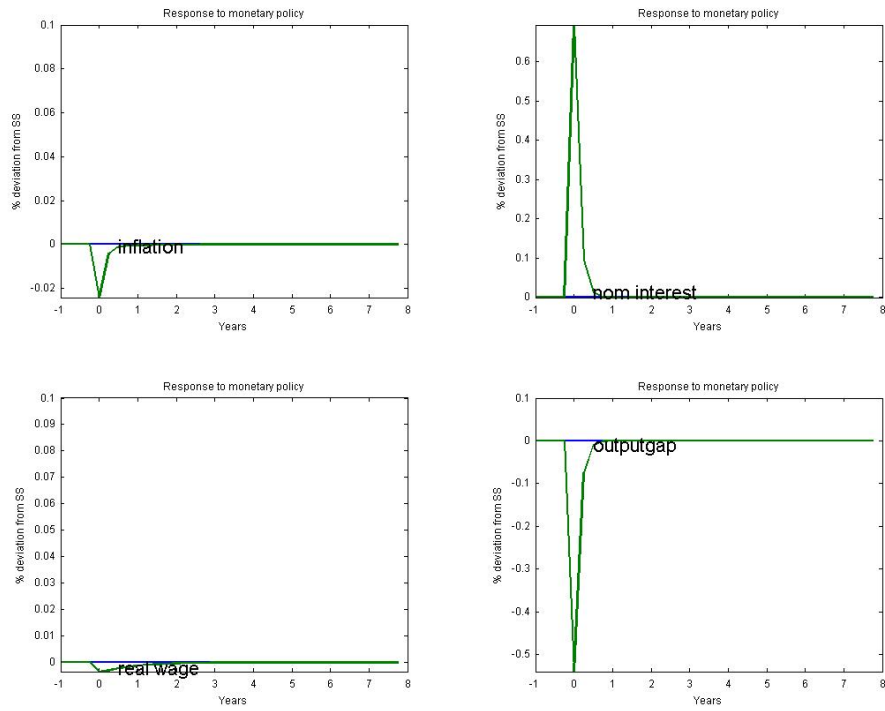 Response to monetary policy
0.1
0.08
0.06
0.04
0.02
0
-0.02
% deviation from SS
inflation
-1 0 1 2 3 4 5 6 7 8
Years
Response to monetary policy
0.6
0.5
0.4
0.3
0.2
0.1
0
% deviation from SS
nom interest
-1 0 1 2 3 4 5 6 7 8
Years
Response to monetary policy
0.1
0.09
0.08
0.07
0.06
0.05
0.04
0.03
0.02
0.01
0
% deviation from SS
real wage
-1 0 1 2 3 4 5 6 7 8
Years
Response to monetary policy
0.1
0
-0.1
-0.2
-0.3
-0.4
-0.5
% deviation from SS
outputgap
-1 0 1 2 3 4 5 6 7 8
Years